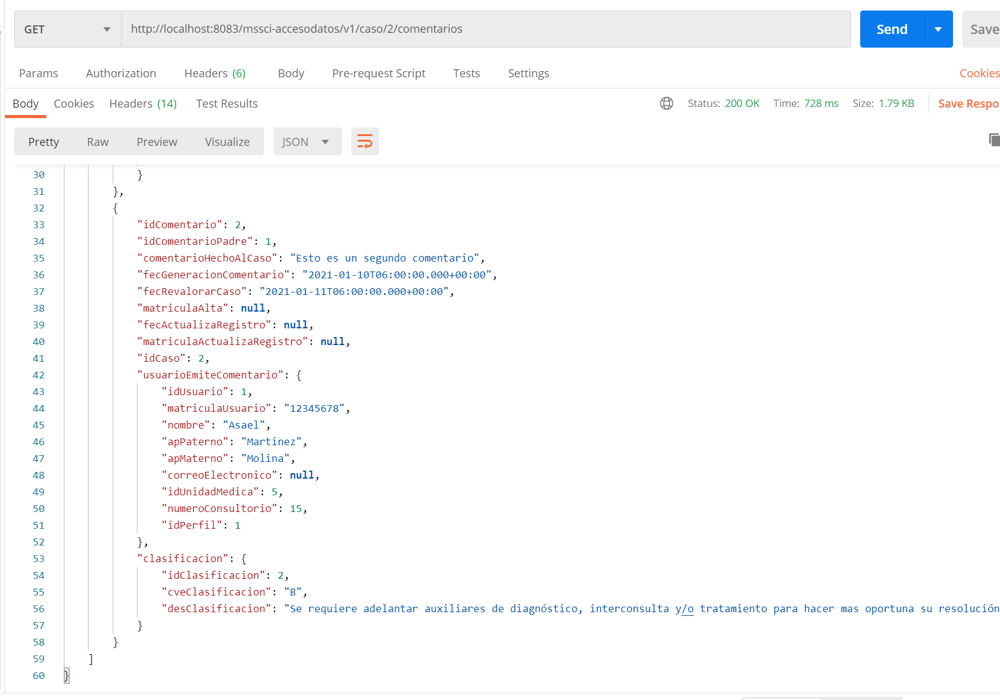 GET http://localhost:8083/mssci-accesodatos/v1/caso/2/comentarios Send Save
Params Authorization Headers (6) Body Pre-request Script Tests Settings Cookies
Body Cookies Headers (14) Test Results Status: 200 OK Time: 728 ms Size: 1.79 KB Save Respo
Pretty Raw Preview Visualize JSON
30 }
31 },
32 {
33 "idComentario": 2,
34 "idComentarioPadre": 1,
35 "comentarioHechoAlCaso": "Esto es un segundo comentario",
36 "fecGeneracionComentario": "2021-01-10T06:00:00.000+00:00",
37 "fecRevalorarCaso": "2021-01-11T06:00:00.000+00:00",
38 "matriculaAlta": null,
39 "fecActualizaRegistro": null,
40 "matriculaActualizaRegistro": null,
41 "idCaso": 2,
42 "usuarioEmiteComentario": {
43 "idUsuario": 1,
44 "matriculaUsuario": "12345678",
45 "nombre": "Asael",
46 "apPaterno": "Martinez",
47 "apMaterno": "Molina",
48 "correoElectronico": null,
49 "idUnidadMedica": 5,
50 "numeroConsultorio": 15,
51 "idPerfil": 1
52 },
53 "clasificacion": {
54 "idClasificacion": 2,
55 "cveClasificacion": "B",
56 "desClasificacion": "Se requiere adelantar auxiliares de diagnóstico, interconsulta y/o tratamiento para hacer mas oportuna su resolución
57 }
58 }
59 ]
60 }